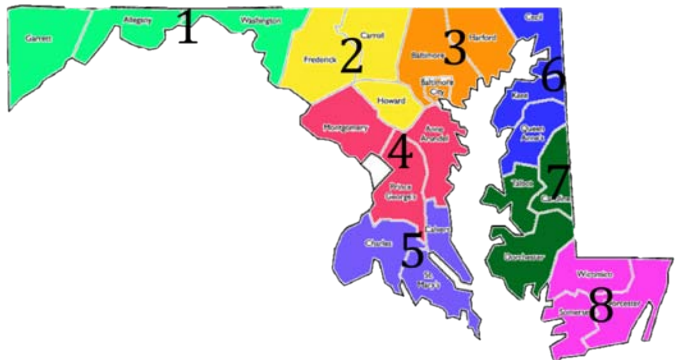 Garrett
Allegany
1
Washington
Frederick
2
Carroll
Howard
Baltimore
3
Harford
Baltimore
City
Cecil
6
Kent
Queen
Anne's
Montgomery
4
Anne
Arundel
Prince
George's
Charles
5
Calvert
St.
Mary's
Talbot
7
Caroline
Dorchester
Wicomico
Somerset
8
Worcester